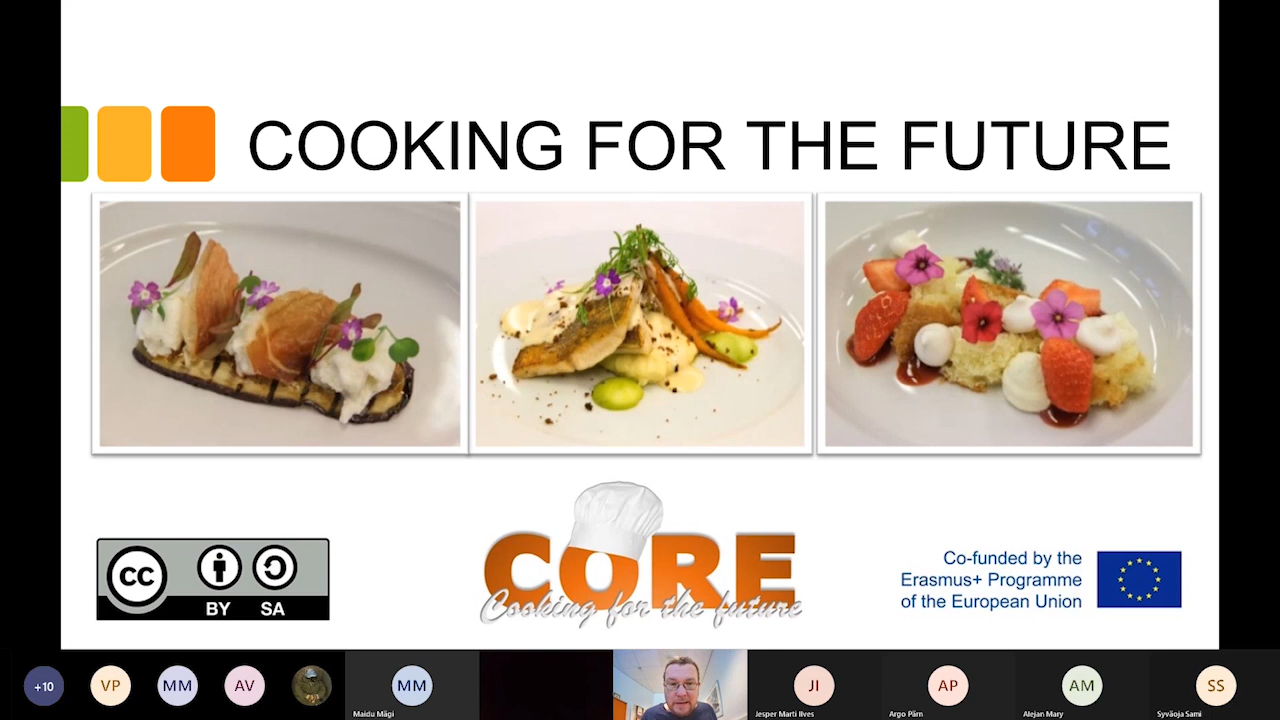 COOKING FOR THE FUTURE
CORE
Cooking for the future
cc
BY SA
Co-funded by the
Erasmus+ Programme
of the European Union
+10
VP
MM
AV
MM
Maidu Mägi
JI
Jesper Marti Ilves
AP
Argo Pärn
AM
Alejan Mary
SS
Syväoja Sami